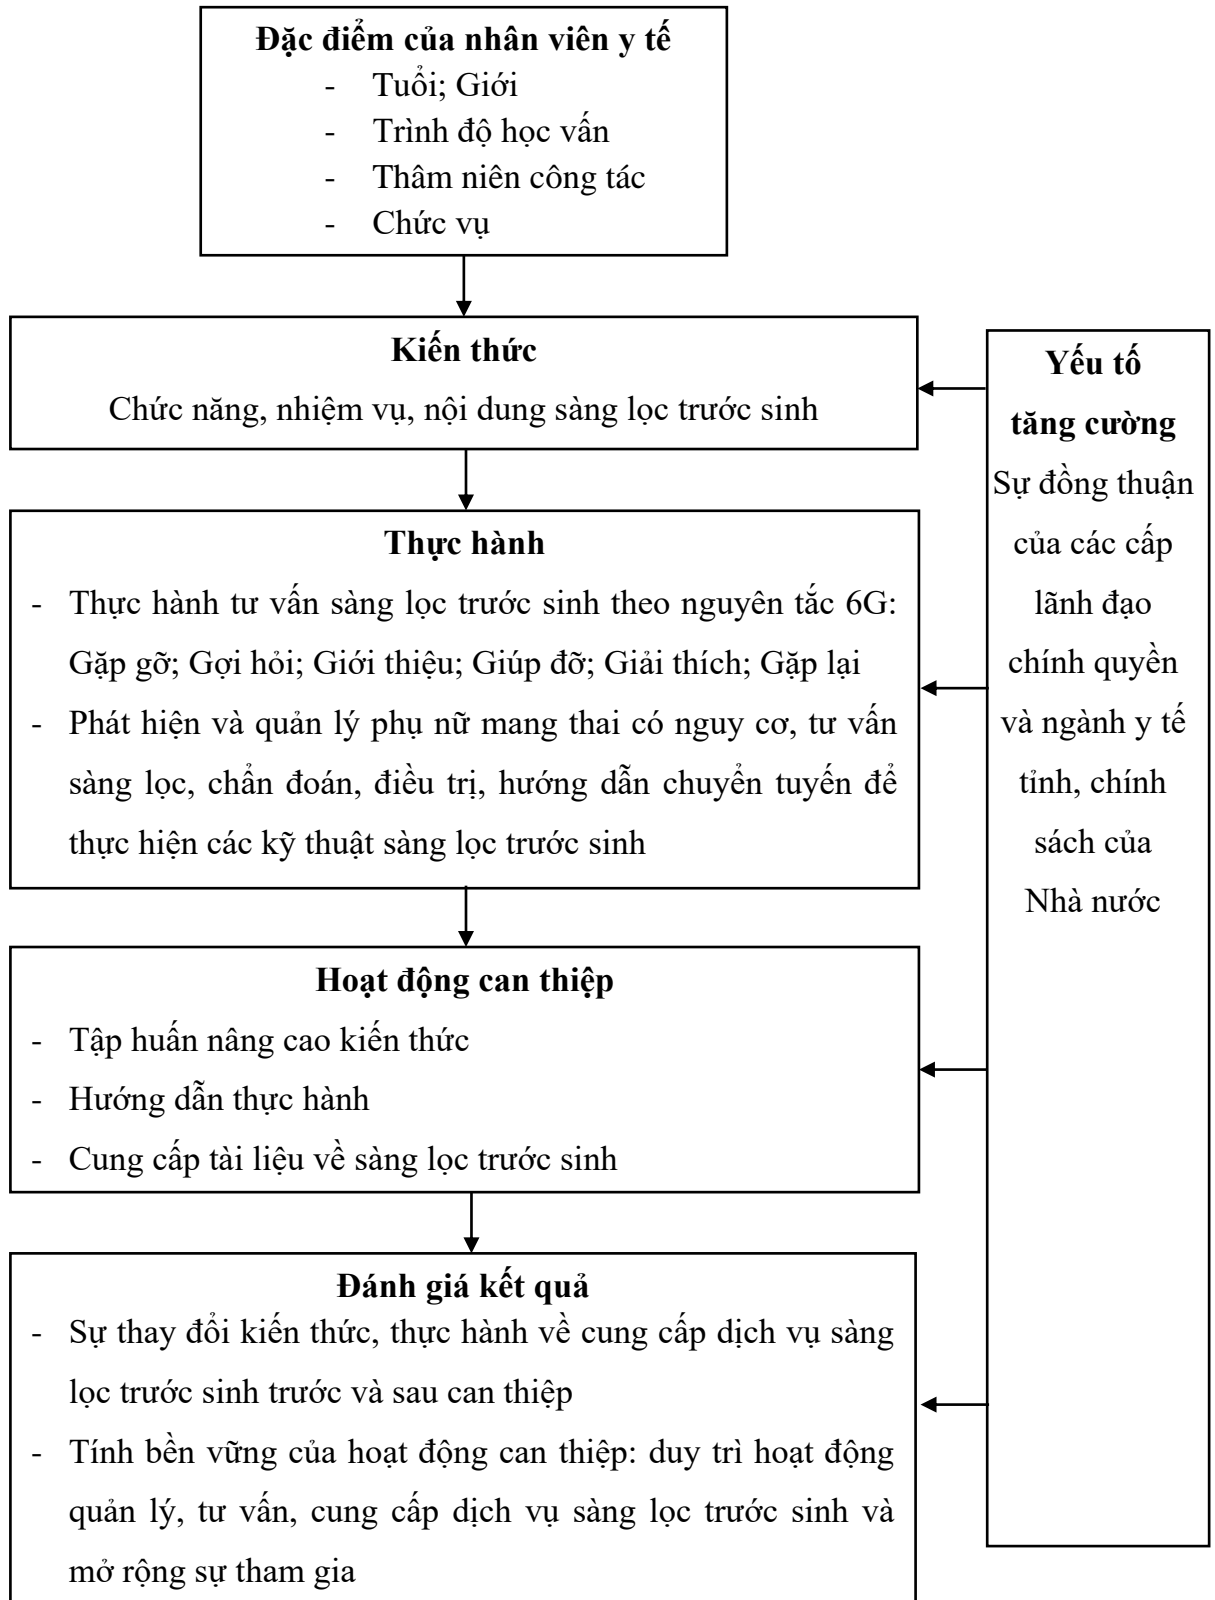 Đặc điểm của nhân viên y tế
- Tuổi; Giới
- Trình độ học vấn
- Thâm niên công tác
- Chức vụ
Kiến thức
Chức năng, nhiệm vụ, nội dung sàng lọc trước sinh
Thực hành
- Thực hành tư vấn sàng lọc trước sinh theo nguyên tắc 6G:
Gặp gỡ; Gợi hỏi; Giới thiệu; Giúp đỡ; Giải thích; Gặp lại
- Phát hiện và quản lý phụ nữ mang thai có nguy cơ, tư vấn
sàng lọc, chẩn đoán, điều trị, hướng dẫn chuyển tuyến để
thực hiện các kỹ thuật sàng lọc trước sinh
Hoạt động can thiệp
- Tập huấn nâng cao kiến thức
- Hướng dẫn thực hành
- Cung cấp tài liệu về sàng lọc trước sinh
Đánh giá kết quả
- Sự thay đổi kiến thức, thực hành về cung cấp dịch vụ sàng
lọc trước sinh trước và sau can thiệp
- Tính bền vững của hoạt động can thiệp: duy trì hoạt động
quản lý, tư vấn, cung cấp dịch vụ sàng lọc trước sinh và
mở rộng sự tham gia
Yếu tố
tăng cường
Sự đồng thuận
của các cấp
lãnh đạo
chính quyền
và ngành y tế
tỉnh, chính
sách của
Nhà nước